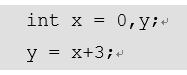 int x = 0,y;
y = x+3;